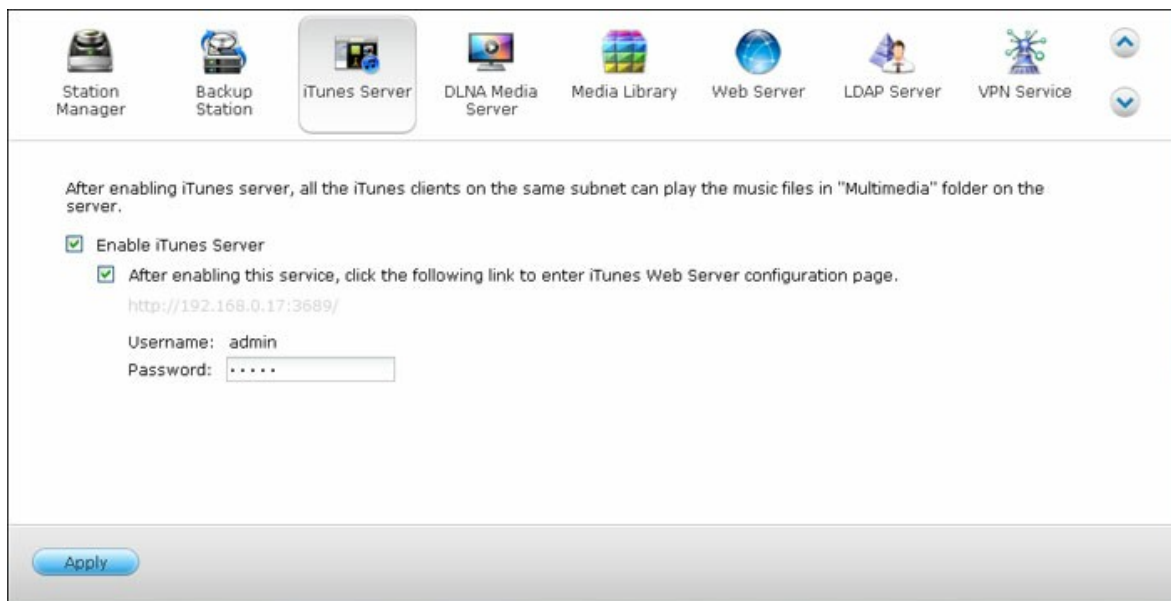 Station Manager
Backup Station
iTunes Server
DLNA Media Server
Media Library
Web Server
LDAP Server
VPN Service
After enabling iTunes server, all the iTunes clients on the same subnet can play the music files in "Multimedia" folder on the
server.
Enable iTunes Server
After enabling this service, click the following link to enter iTunes Web Server configuration page.
http://192.168.0.17:3689/
Username: admin
Password: •••••
Apply